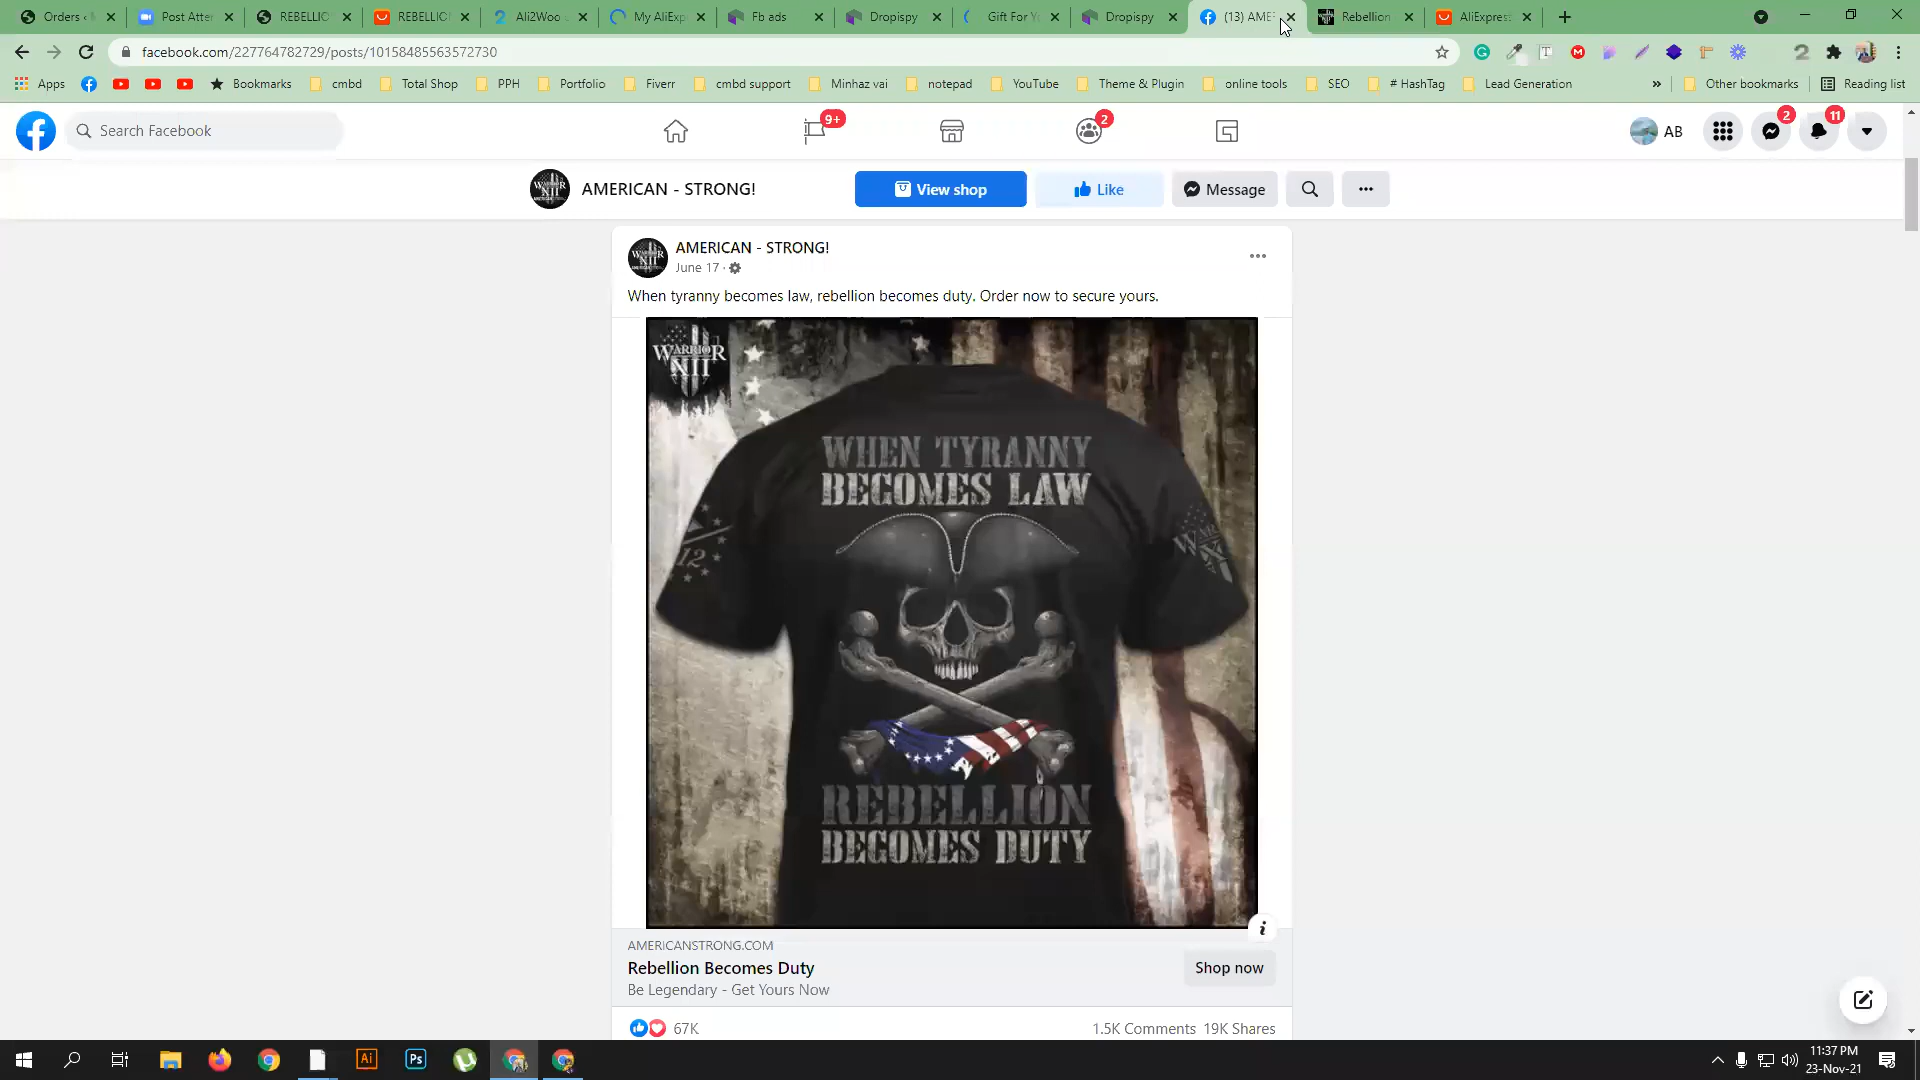 Orders
Post Atter
REBELLIO
REBELLION
Ali2Woo
My AliExp
Fb ads
Dropispy
Gift For Y
Dropispy
(13) AME
Rebellion
AliExpress
facebook.com/227764782729/posts/10158485563572730
Apps
Bookmarks
cmbd
Total Shop
PPH
Portfolio
Fiverr
cmbd support
Minhaz vai
notepad
YouTube
Theme & Plugin
online tools
SEO
# HashTag
Lead Generation
»
Other bookmarks
Reading list
Search Facebook
9+
2
AB
2
11
AMERICAN - STRONG!
View shop
Like
Message
AMERICAN - STRONG!
June 17 ·
When tyranny becomes law, rebellion becomes duty. Order now to secure yours.
WARRIOR
XII
WHEN TYRANNY
BECOMES LAW
12
REBELLION
BECOMES DUTY
AMERICANSTRONG.COM
Rebellion Becomes Duty
Be Legendary - Get Yours Now
Shop now
67K
1.5K Comments 19K Shares
Ai
Ps
11:37 PM
23-Nov-21